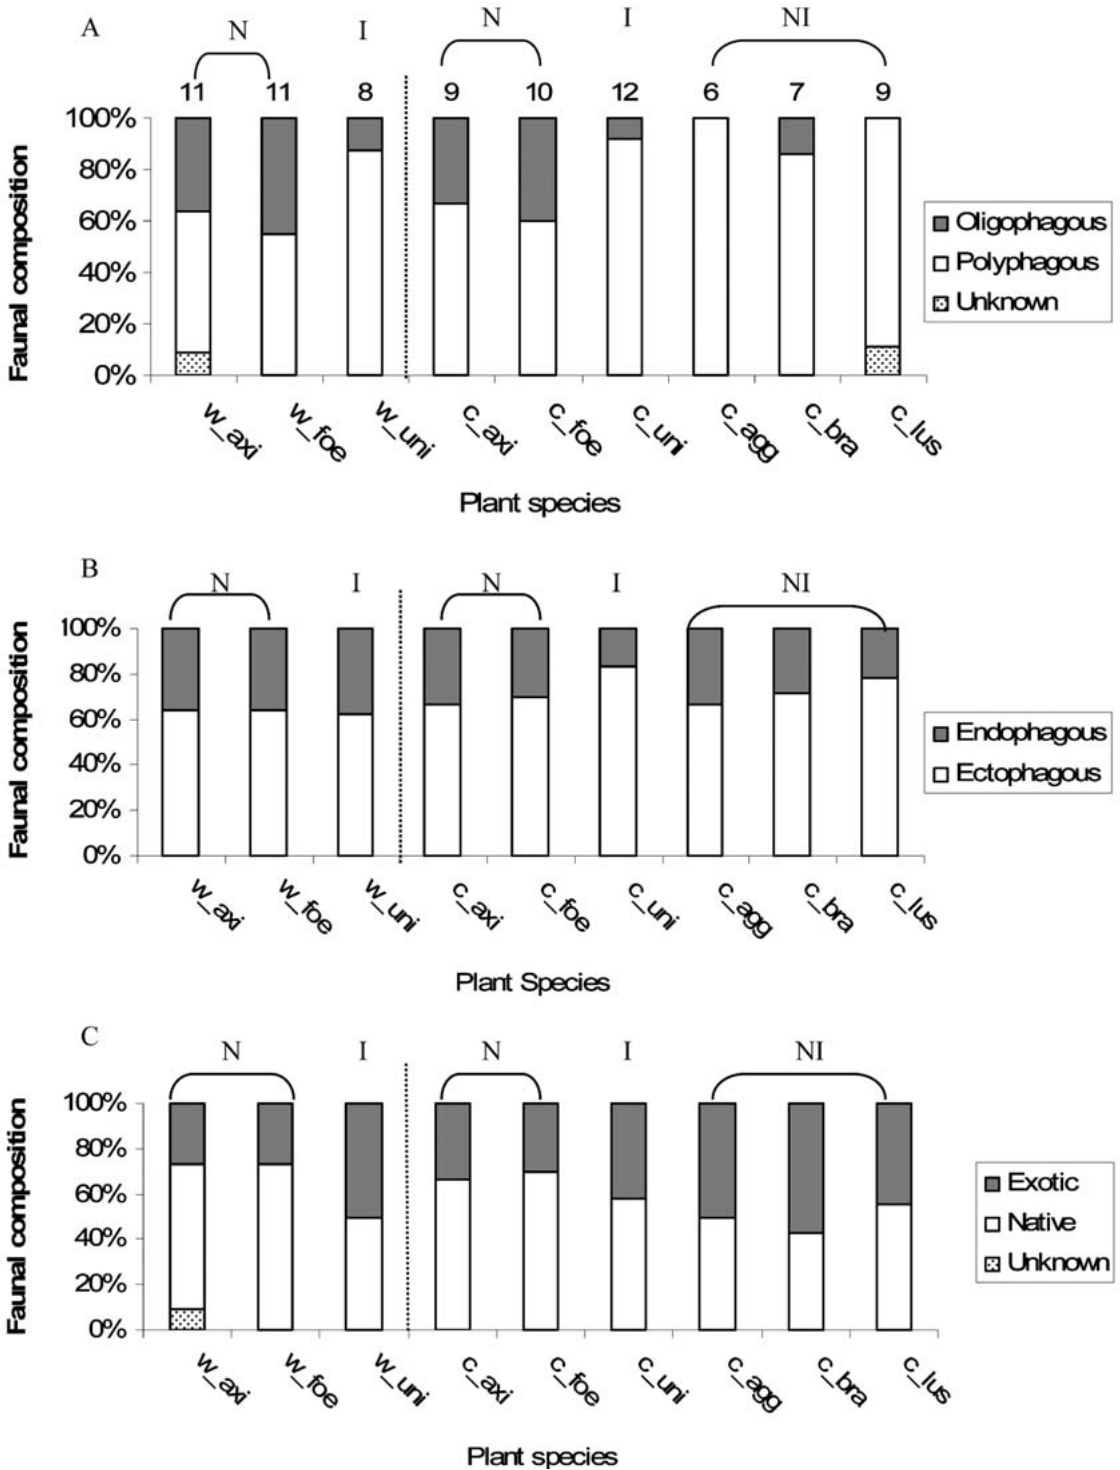 A
N I N I NI
11 11 8 9 10 12 6 7 9
100%
80%
60%
40%
20%
0%
Faunal composition
w_axi w_foe w_uni c_axi c_foe c_uni c_agg c_bra c_lus
Plant species
Oligophagous
Polyphagous
Unknown
B
N I N I NI
100%
80%
60%
40%
20%
0%
Faunal composition
w_axi w_foe w_uni c_axi c_foe c_uni c_agg c_bra c_lus
Plant Species
Endophagous
Ectophagous
C
N I N I NI
100%
80%
60%
40%
20%
0%
Faunal composition
w_axi w_foe w_uni c_axi c_foe c_uni c_agg c_bra c_lus
Plant species
Exotic
Native
Unknown